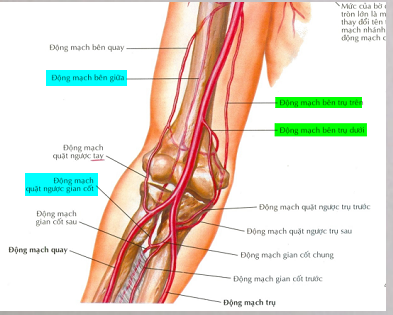 Mức của bờ
tròn lớn là m
thay đổi tên
mạch nhánh
động mạch c
Động mạch bên quay
Động mạch bên giữa
Động mạch bên trụ trên
Động mạch bên trụ dưới
Động mạch
quặt ngược tay
Động mạch
quặt ngược gian cốt
Động mạch
gian cốt sau
Động mạch quay
Động mạch quặt ngược trụ trước
Động mạch quặt ngược trụ sau
Động mạch gian cốt chung
Động mạch gian cốt trước
Động mạch trụ